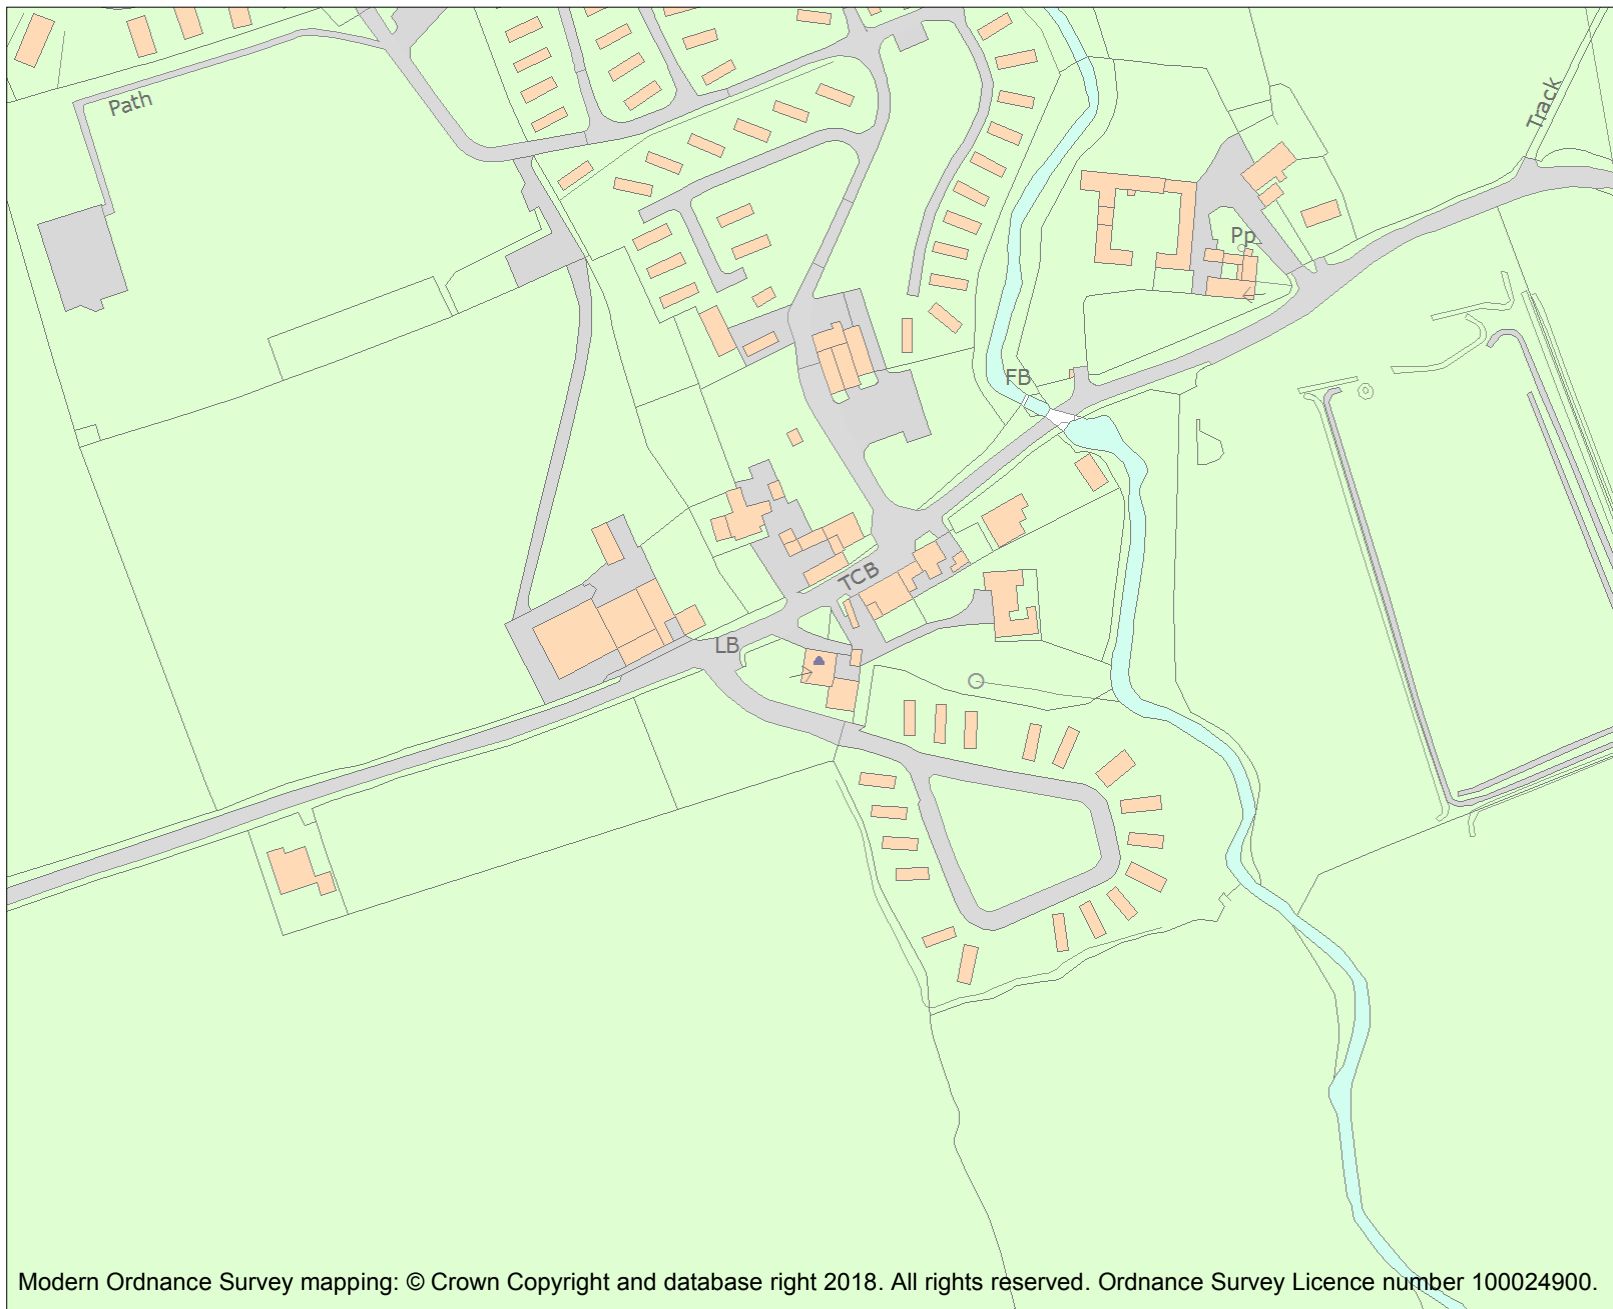 Path
Track
Pp
FB
TCB
LB
Modern Ordnance Survey mapping: © Crown Copyright and database right 2018. All rights reserved. Ordnance Survey Licence number 100024900.